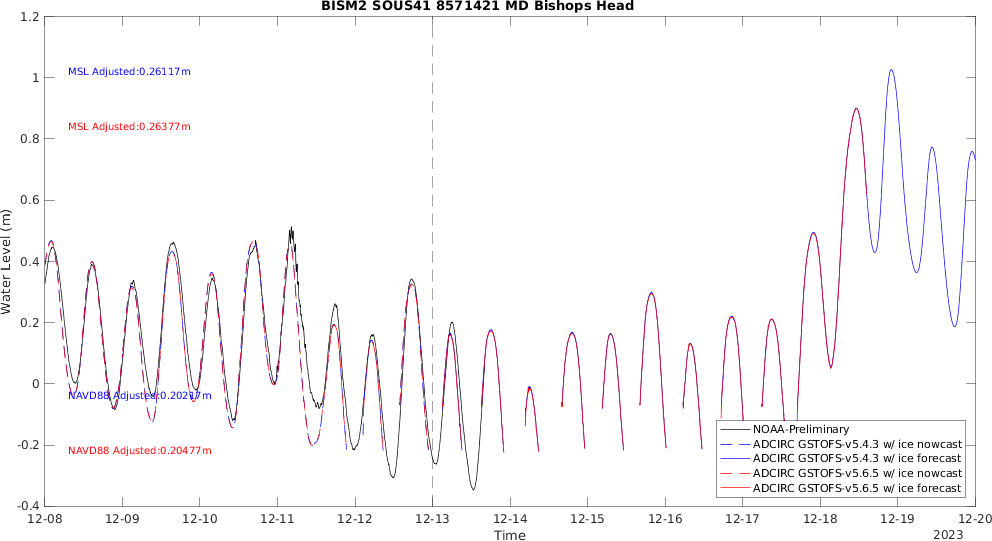 BISM2 SOUS41 8571421 MD Bishops Head
1.2
1
0.8
0.6
0.4
0.2
0
-0.2
-0.4
Water Level (m)
MSL Adjusted:0.26117m
MSL Adjusted:0.26377m
NAVD88 Adjusted:0.20217m
NAVD88 Adjusted:0.20477m
NOAA-Preliminary
ADCIRC GSTOFS-v5.4.3 w/ ice nowcast
ADCIRC GSTOFS-v5.4.3 w/ ice forecast
ADCIRC GSTOFS-v5.6.5 w/ ice nowcast
ADCIRC GSTOFS-v5.6.5 w/ ice forecast
12-08 12-09 12-10 12-11 12-12 12-13 12-14 12-15 12-16 12-17 12-18 12-19 12-20
Time
2023